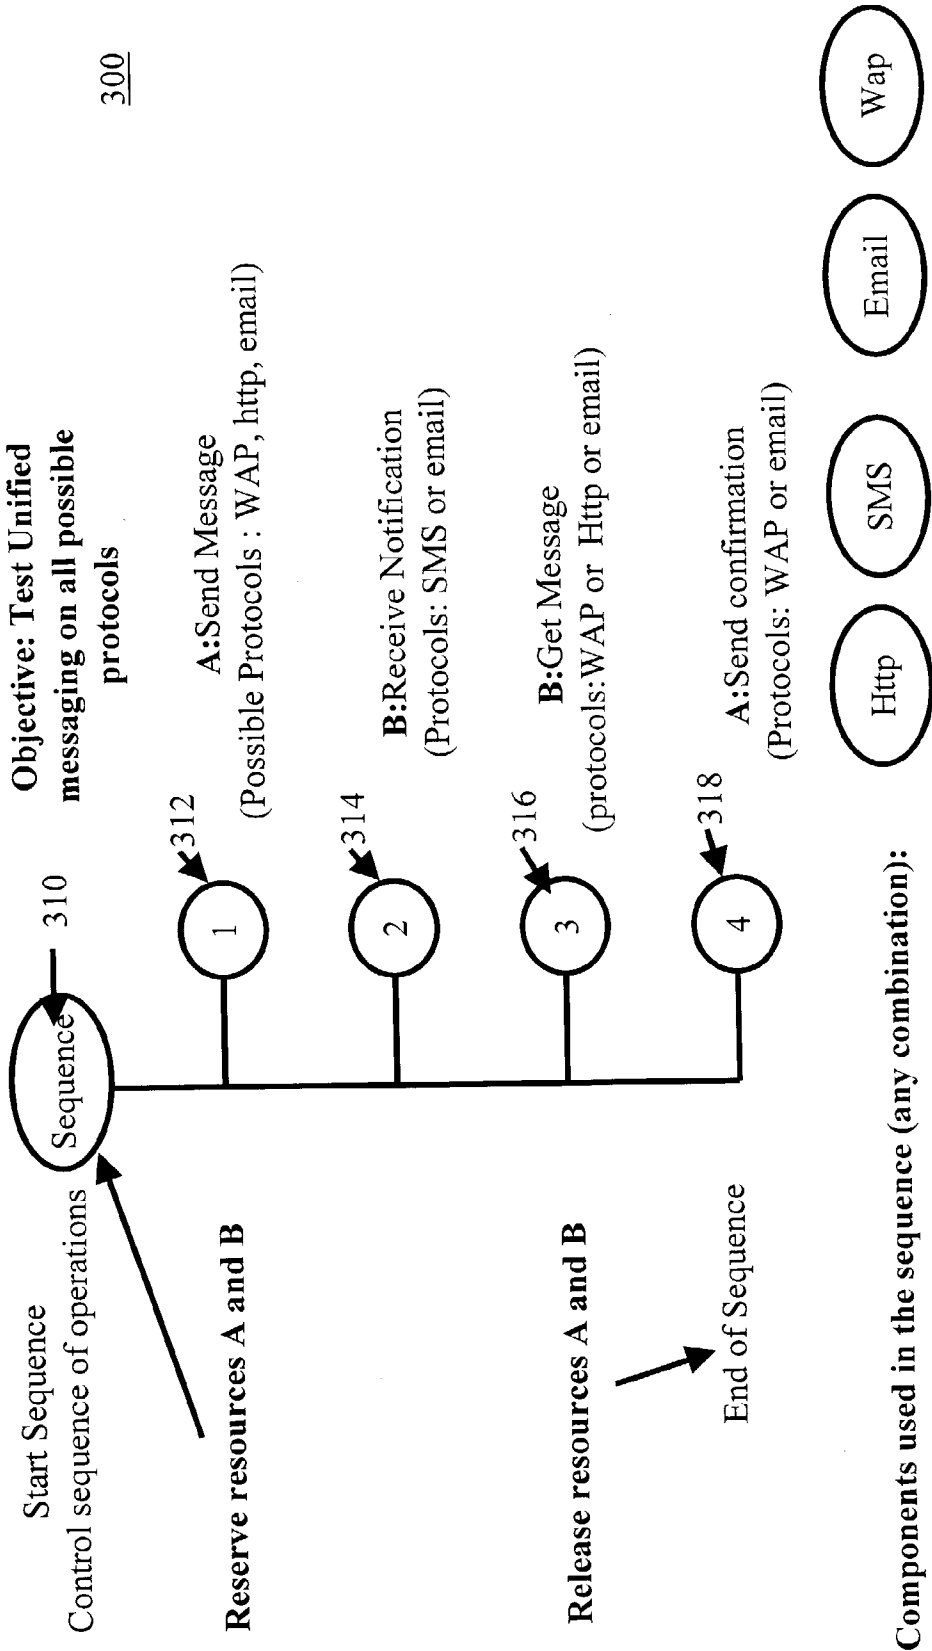 300
Start Sequence
Control sequence of operations
Sequence
310
Objective: Test Unified
messaging on all possible
protocols
Reserve resources A and B
1
312
A:Send Message
(Possible Protocols : WAP, http, email)
2
314
B:Receive Notification
(Protocols: SMS or email)
Release resources A and B
3
316
B:Get Message
(protocols:WAP or Http or email)
End of Sequence
4
318
A:Send confirmation
(Protocols: WAP or email)
Components used in the sequence (any combination):
Http
SMS
Email
Wap